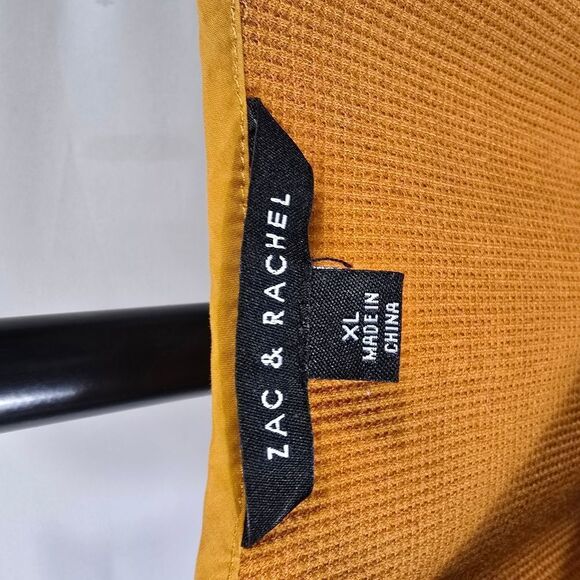 ZAC & RACHEL
XL
MADE IN
CHINA